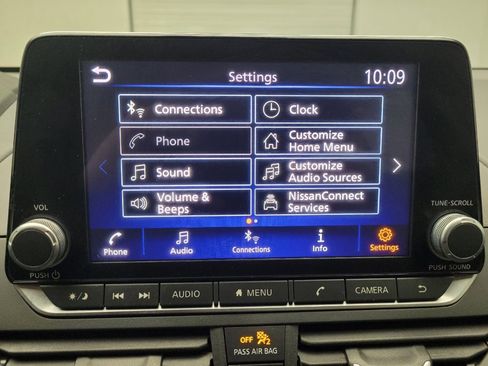 Settings
10:09
Connections
Clock
Phone
Customize
Home Menu
Sound
Customize
Audio Sources
Volume &
Beeps
NissanConnect
Services
VOL
TUNE·SCROLL
Phone
Audio
Connections
Info
Settings
PUSH
PUSH SOUND
AUDIO
MENU
CAMERA
OFF 2
PASS AIR BAG